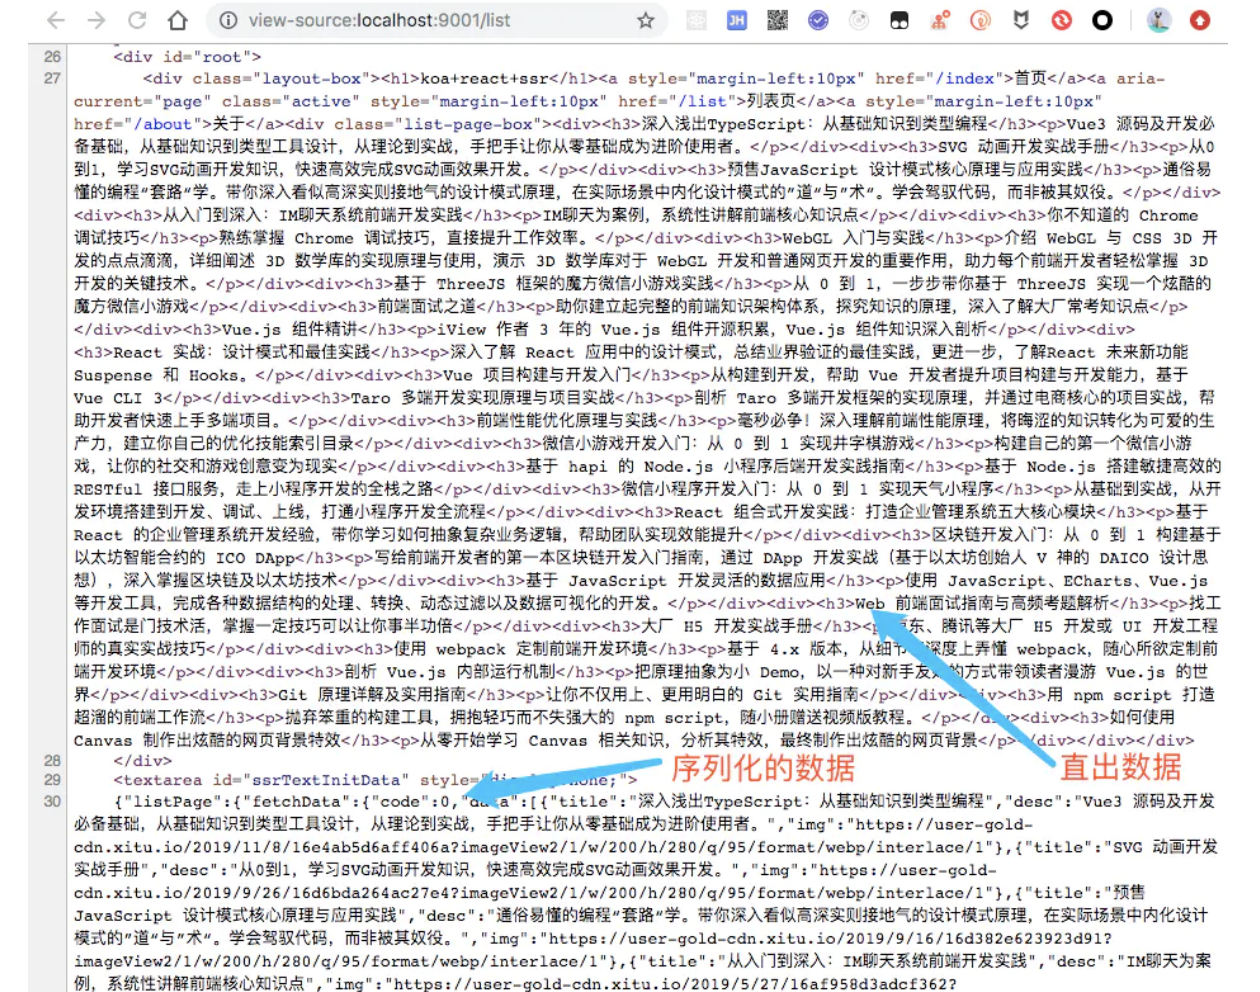 view-source:localhost:9001/list
JH
26 <div id="root">
27 <div class="layout-box"><h1>koa+react+ssr</h1><a style="margin-left:10px" href="/index">首页</a><a aria-
current="page" class="active" style="margin-left:10px" href="/list">列表页</a><a style="margin-left:10px"
href="/about">关于</a><div class="list-page-box"><div><h3>深入浅出TypeScript：从基础知识到类型编程</h3><p>Vue3 源码及开发必
备基础，从基础知识到类型工具设计，从理论到实战，手把手让你从零基础成为进阶使用者。</p></div><div><h3>SVG 动画开发实战手册</h3><p>从0
到1，学习SVG动画开发知识，快速高效完成SVG动画效果开发。</p></div><div><h3>预售JavaScript 设计模式核心原理与应用实践</h3><p>通俗易
懂的编程“套路“学。带你深入看似高深实则接地气的设计模式原理，在实际场景中内化设计模式的”道“与”术“。学会驾驭代码，而非被其奴役。</p></div>
<div><h3>从入门到深入：IM聊天系统前端开发实践</h3><p>IM聊天为案例，系统性讲解前端核心知识点</p></div><div><h3>你不知道的 Chrome
调试技巧</h3><p>熟练掌握 Chrome 调试技巧，直接提升工作效率。</p></div><div><h3>WebGL 入门与实践</h3><p>介绍 WebGL 与 CSS 3D 开
发的点点滴滴，详细阐述 3D 数学库的实现原理与使用，演示 3D 数学库对于 WebGL 开发和普通网页开发的重要作用，助力每个前端开发者轻松掌握 3D
开发的关键技术。</p></div><div><h3>基于 ThreeJS 框架的魔方微信小游戏实践</h3><p>从 0 到 1，一步步带你基于 ThreeJS 实现一个炫酷的
魔方微信小游戏</p></div><div><h3>前端面试之道</h3><p>助你建立起完整的前端知识架构体系，探究知识的原理，深入了解大厂常考知识点</p>
</div><div><h3>Vue.js 组件精讲</h3><p>iView 作者 3 年的 Vue.js 组件开源积累，Vue.js 组件知识深入剖析</p></div><div>
<h3>React 实战：设计模式和最佳实践</h3><p>深入了解 React 应用中的设计模式，总结业界验证的最佳实践，更进一步，了解React 未来新功能
Suspense 和 Hooks。</p></div><div><h3>Vue 项目构建与开发入门</h3><p>从构建到开发，帮助 Vue 开发者提升项目构建与开发能力，基于
Vue CLI 3</p></div><div><h3>Taro 多端开发实现原理与项目实战</h3><p>剖析 Taro 多端开发框架的实现原理，并通过电商核心的项目实战，帮
助开发者快速上手多端项目。</p></div><div><h3>前端性能优化原理与实践</h3><p>毫秒必争！深入理解前端性能原理，将晦涩的知识转化为可爱的生
产力，建立你自己的优化技能索引目录</p></div><div><h3>微信小游戏开发入门：从 0 到 1 实现井字棋游戏</h3><p>构建自己的第一个微信小游
戏，让你的社交和游戏创意变为现实</p></div><div><h3>基于 hapi 的 Node.js 小程序后端开发实践指南</h3><p>基于 Node.js 搭建敏捷高效的
RESTful 接口服务，走上小程序开发的全栈之路</p></div><div><h3>微信小程序开发入门：从 0 到 1 实现天气小程序</h3><p>从基础到实战，从开
发环境搭建到开发、调试、上线，打通小程序开发全流程</p></div><div><h3>React 组合式开发实践：打造企业管理系统五大核心模块</h3><p>基于
React 的企业管理系统开发经验，带你学习如何抽象复杂业务逻辑，帮助团队实现效能提升</p></div><div><h3>区块链开发入门：从 0 到 1 构建基于
以太坊智能合约的 ICO DApp</h3><p>写给前端开发者的第一本区块链开发入门指南，通过 DApp 开发实战（基于以太坊创始人 V 神的 DAICO 设计思
想），深入掌握区块链及以太坊技术</p></div><div><h3>基于 JavaScript 开发灵活的数据应用</h3><p>使用 JavaScript、ECharts、Vue.js
等开发工具，完成各种数据结构的处理、转换、动态过滤以及数据可视化的开发。</p></div><div><h3>Web 前端面试指南与高频考题解析</h3><p>找工
作面试是门技术活，掌握一定技巧可以让你事半功倍</p></div><div><h3>大厂 H5 开发实战手册</h3><p 京东、腾讯等大厂 H5 开发或 UI 开发工程
师的真实实战技巧</p></div><div><h3>使用 webpack 定制前端开发环境</h3><p>基于 4.x 版本，从细节 深度上弄懂 webpack，随心所欲定制前
端开发环境</p></div><div><h3>剖析 Vue.js 内部运行机制</h3><p>把原理抽象为小 Demo，以一种对新手友 的方式带领读者漫游 Vue.js 的世
界</p></div><div><h3>Git 原理详解及实用指南</h3><p>让你不仅用上、更用明白的 Git 实用指南</p></div><div><h3>用 npm script 打造
超溜的前端工作流</h3><p>抛弃笨重的构建工具，拥抱轻巧而不失强大的 npm script，随小册赠送视频版教程。</p></div><div><h3>如何使用
Canvas 制作出炫酷的网页背景特效</h3><p>从零开始学习 Canvas 相关知识，分析其特效，最终制作出炫酷的网页背景</p></div></div></div>
28 </div>
序列化的数据
直出数据
29 <textarea id="ssrTextInitData" style="display:none;">
30 {"listPage":{"fetchData":{"code":0,"data":[{"title":"深入浅出TypeScript：从基础知识到类型编程","desc":"Vue3 源码及开发
必备基础，从基础知识到类型工具设计，从理论到实战，手把手让你从零基础成为进阶使用者。","img":"https://user-gold-
cdn.xitu.io/2019/11/8/16e4ab5d6aff406a?imageView2/1/w/200/h/280/q/95/format/webp/interlace/1"},{"title":"SVG 动画开发
实战手册","desc":"从0到1，学习SVG动画开发知识，快速高效完成SVG动画效果开发。","img":"https://user-gold-
cdn.xitu.io/2019/9/26/16d6bda264ac27e4?imageView2/1/w/200/h/280/q/95/format/webp/interlace/1"},{"title":"预售
JavaScript 设计模式核心原理与应用实践","desc":"通俗易懂的编程“套路“学。带你深入看似高深实则接地气的设计模式原理，在实际场景中内化设计
模式的”道“与”术“。学会驾驭代码，而非被其奴役。","img":"https://user-gold-cdn.xitu.io/2019/9/16/16d382e623923d91?
imageView2/1/w/200/h/280/q/95/format/webp/interlace/1"},{"title":"从入门到深入：IM聊天系统前端开发实践","desc":"IM聊天为案
例，系统性讲解前端核心知识点","img":"https://user-gold-cdn.xitu.io/2019/5/27/16af958d3adcf362?